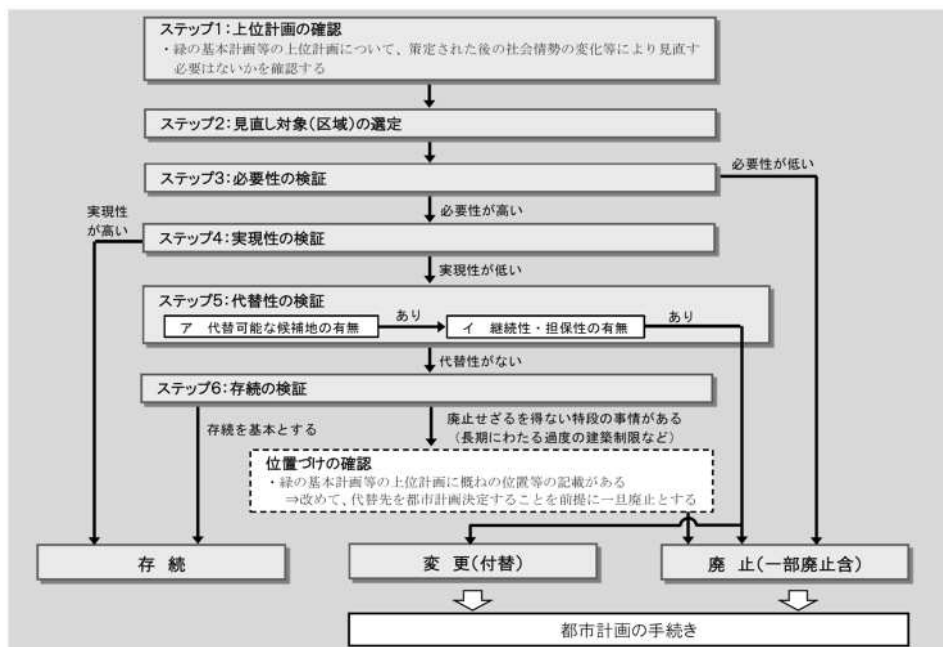 ステップ1：上位計画の確認
・緑の基本計画等の上位計画について、策定された後の社会情勢の変化等により見直す
必要はないかを確認する
ステップ2：見直し対象（区域）の選定
ステップ3：必要性の検証
必要性が低い
必要性が高い
実現性
が高い
ステップ4：実現性の検証
実現性が低い
ステップ5：代替性の検証
ア 代替可能な候補地の有無
あり
イ 継続性・担保性の有無
あり
代替性がない
ステップ6：存続の検証
存続を基本とする
廃止せざるを得ない特段の事情がある
（長期にわたる過度の建築制限など）
位置づけの確認
・緑の基本計画等の上位計画に概ねの位置等の記載がある
⇒改めて、代替先を都市計画決定することを前提に一旦廃止とする
存 続
変 更（付替）
廃 止（一部廃止含）
都市計画の手続き